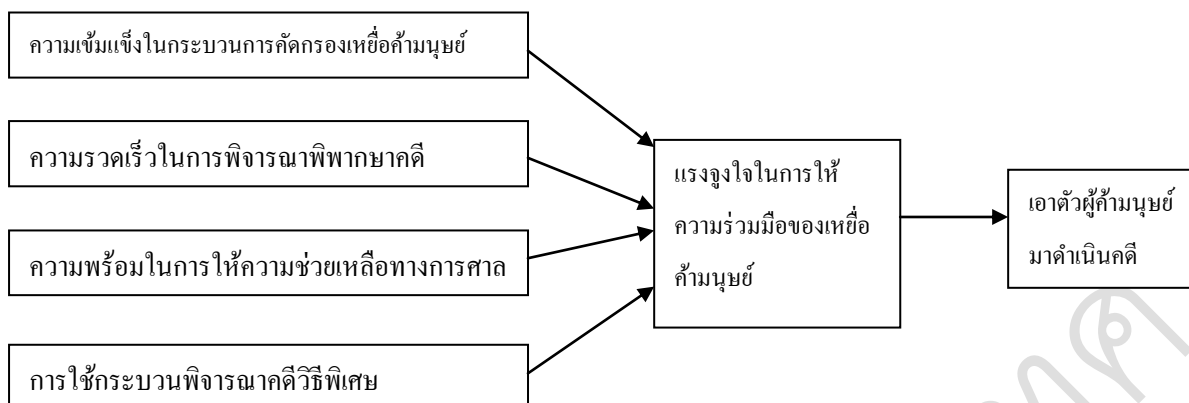 ความเข้มแข็งในกระบวนการคัดกรองเหยื่อค้ามนุษย์
ความรวดเร็วในการพิจารณาพิพากษาคดี
ความพร้อมในการให้ความช่วยเหลือทางการศาล
การใช้กระบวนพิจารณาคดีวิธีพิเศษ
แรงจูงใจในการให้
ความร่วมมือของเหยื่อ
ค้ามนุษย์
เอาตัวผู้ค้ามนุษย์
มาดำเนินคดี